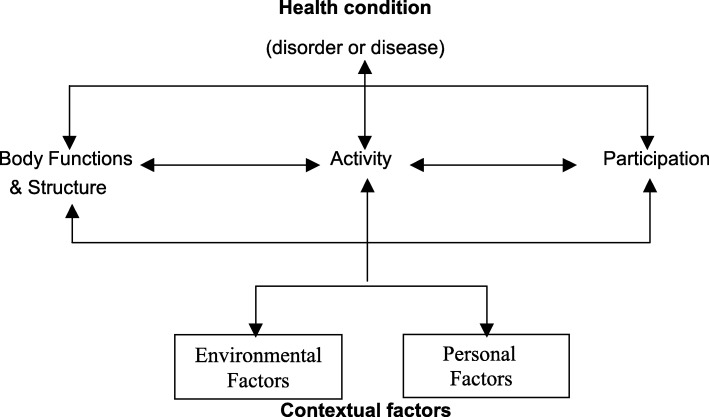 Health condition
(disorder or disease)
Body Functions
& Structure
Activity
Participation
Environmental
Factors
Personal
Factors
Contextual factors